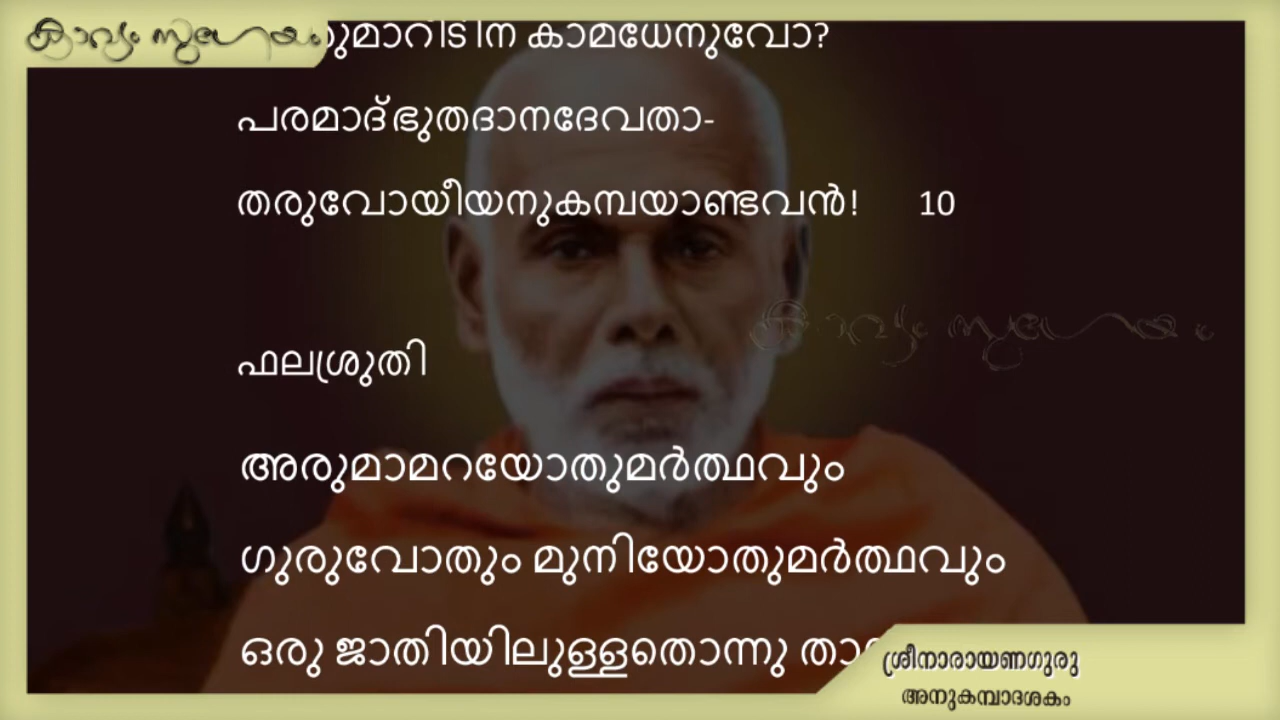 കാവ്യം സുഗേയം
കാമധേനുവോ?
പരമാദ്ഭുതദാനദേവതാ-
തരുവോയീയനുകമ്പയാണ്ടവൻ! 10
കാവ്യം സുഗേയം
ഫലശ്രുതി
അരുമാമറയോതുമർത്ഥവും
ഗുരുവോതും മുനിയോതുമർത്ഥവും
ഒരു ജാതിയിലുള്ളതൊന്നു
ശ്രീനാരായണഗുരു
അനുകമ്പാദശകം